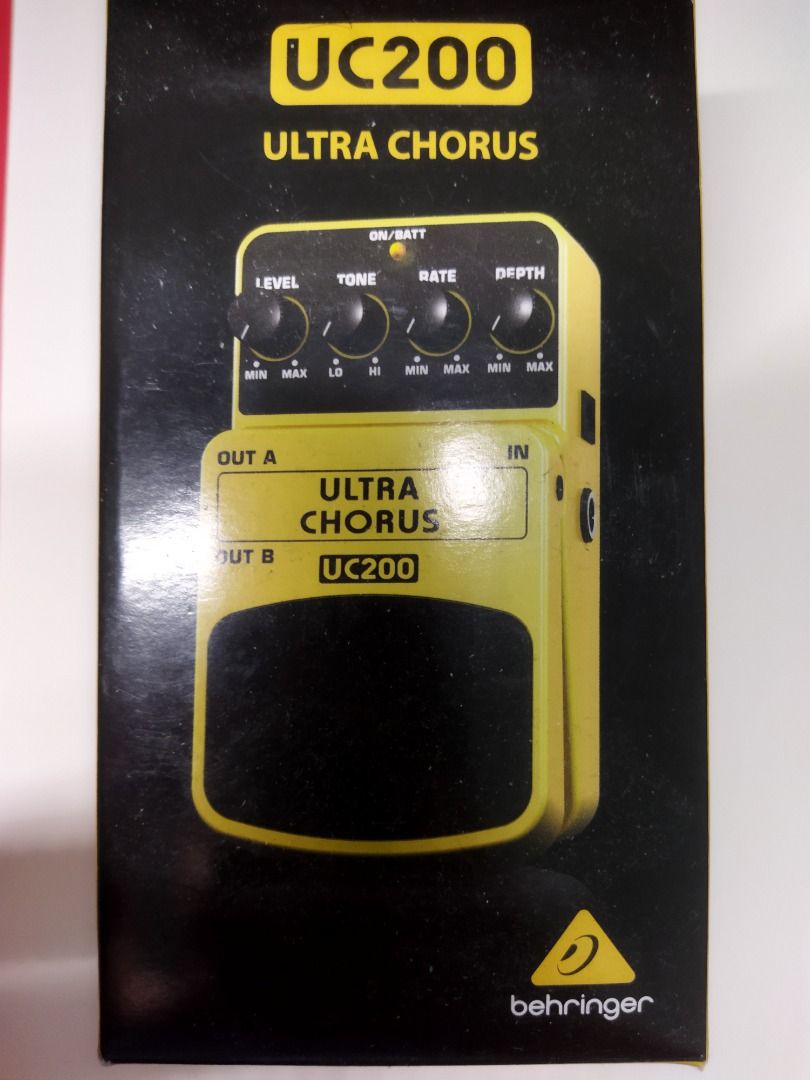 UC200
ULTRA CHORUS
ON/BATT
LEVEL TONE RATE DEPTH
MIN MAX LO HI MIN MAX MIN MAX
OUT A IN
ULTRA
CHORUS
OUT B
UC200
behringer